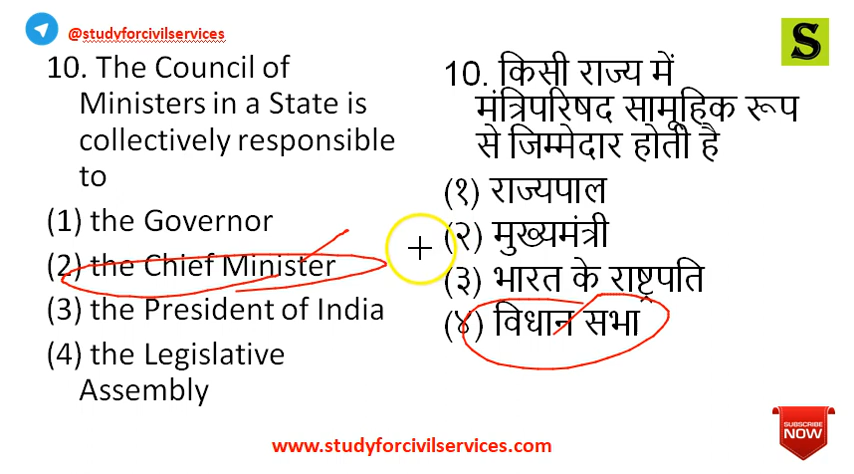 @studyforcivilservices
S
10. The Council of
Ministers in a State is
collectively responsible
to
(1) the Governor
(2) the Chief Minister
(3) the President of India
(4) the Legislative
Assembly
10. किसी राज्य में
मंत्रिपरिषद सामूहिक रूप
से जिम्मेदार होती है
(१) राज्यपाल
(२) मुख्यमंत्री
(३) भारत के राष्ट्रपति
(४) विधान सभा
SUBSCRIBE
NOW
www.studyforcivilservices.com